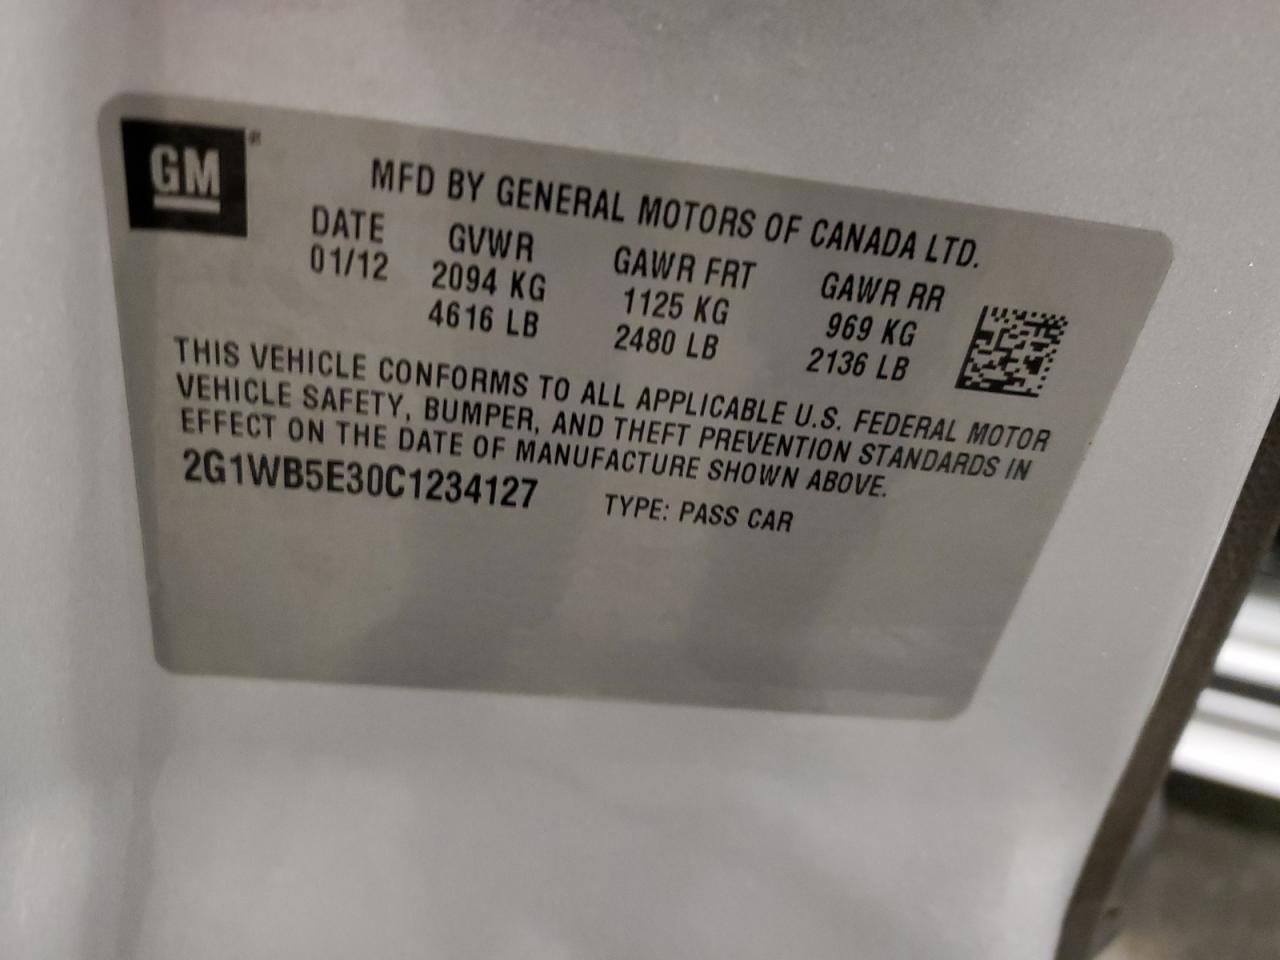 GM
MFD BY GENERAL MOTORS OF CANADA LTD.
DATE GVWR GAWR FRT GAWR RR
01/12 2094 KG 1125 KG 969 KG
4616 LB 2480 LB 2136 LB
THIS VEHICLE CONFORMS TO ALL APPLICABLE U.S. FEDERAL MOTOR
VEHICLE SAFETY, BUMPER, AND THEFT PREVENTION STANDARDS IN
EFFECT ON THE DATE OF MANUFACTURE SHOWN ABOVE.
2G1WB5E30C1234127 TYPE: PASS CAR